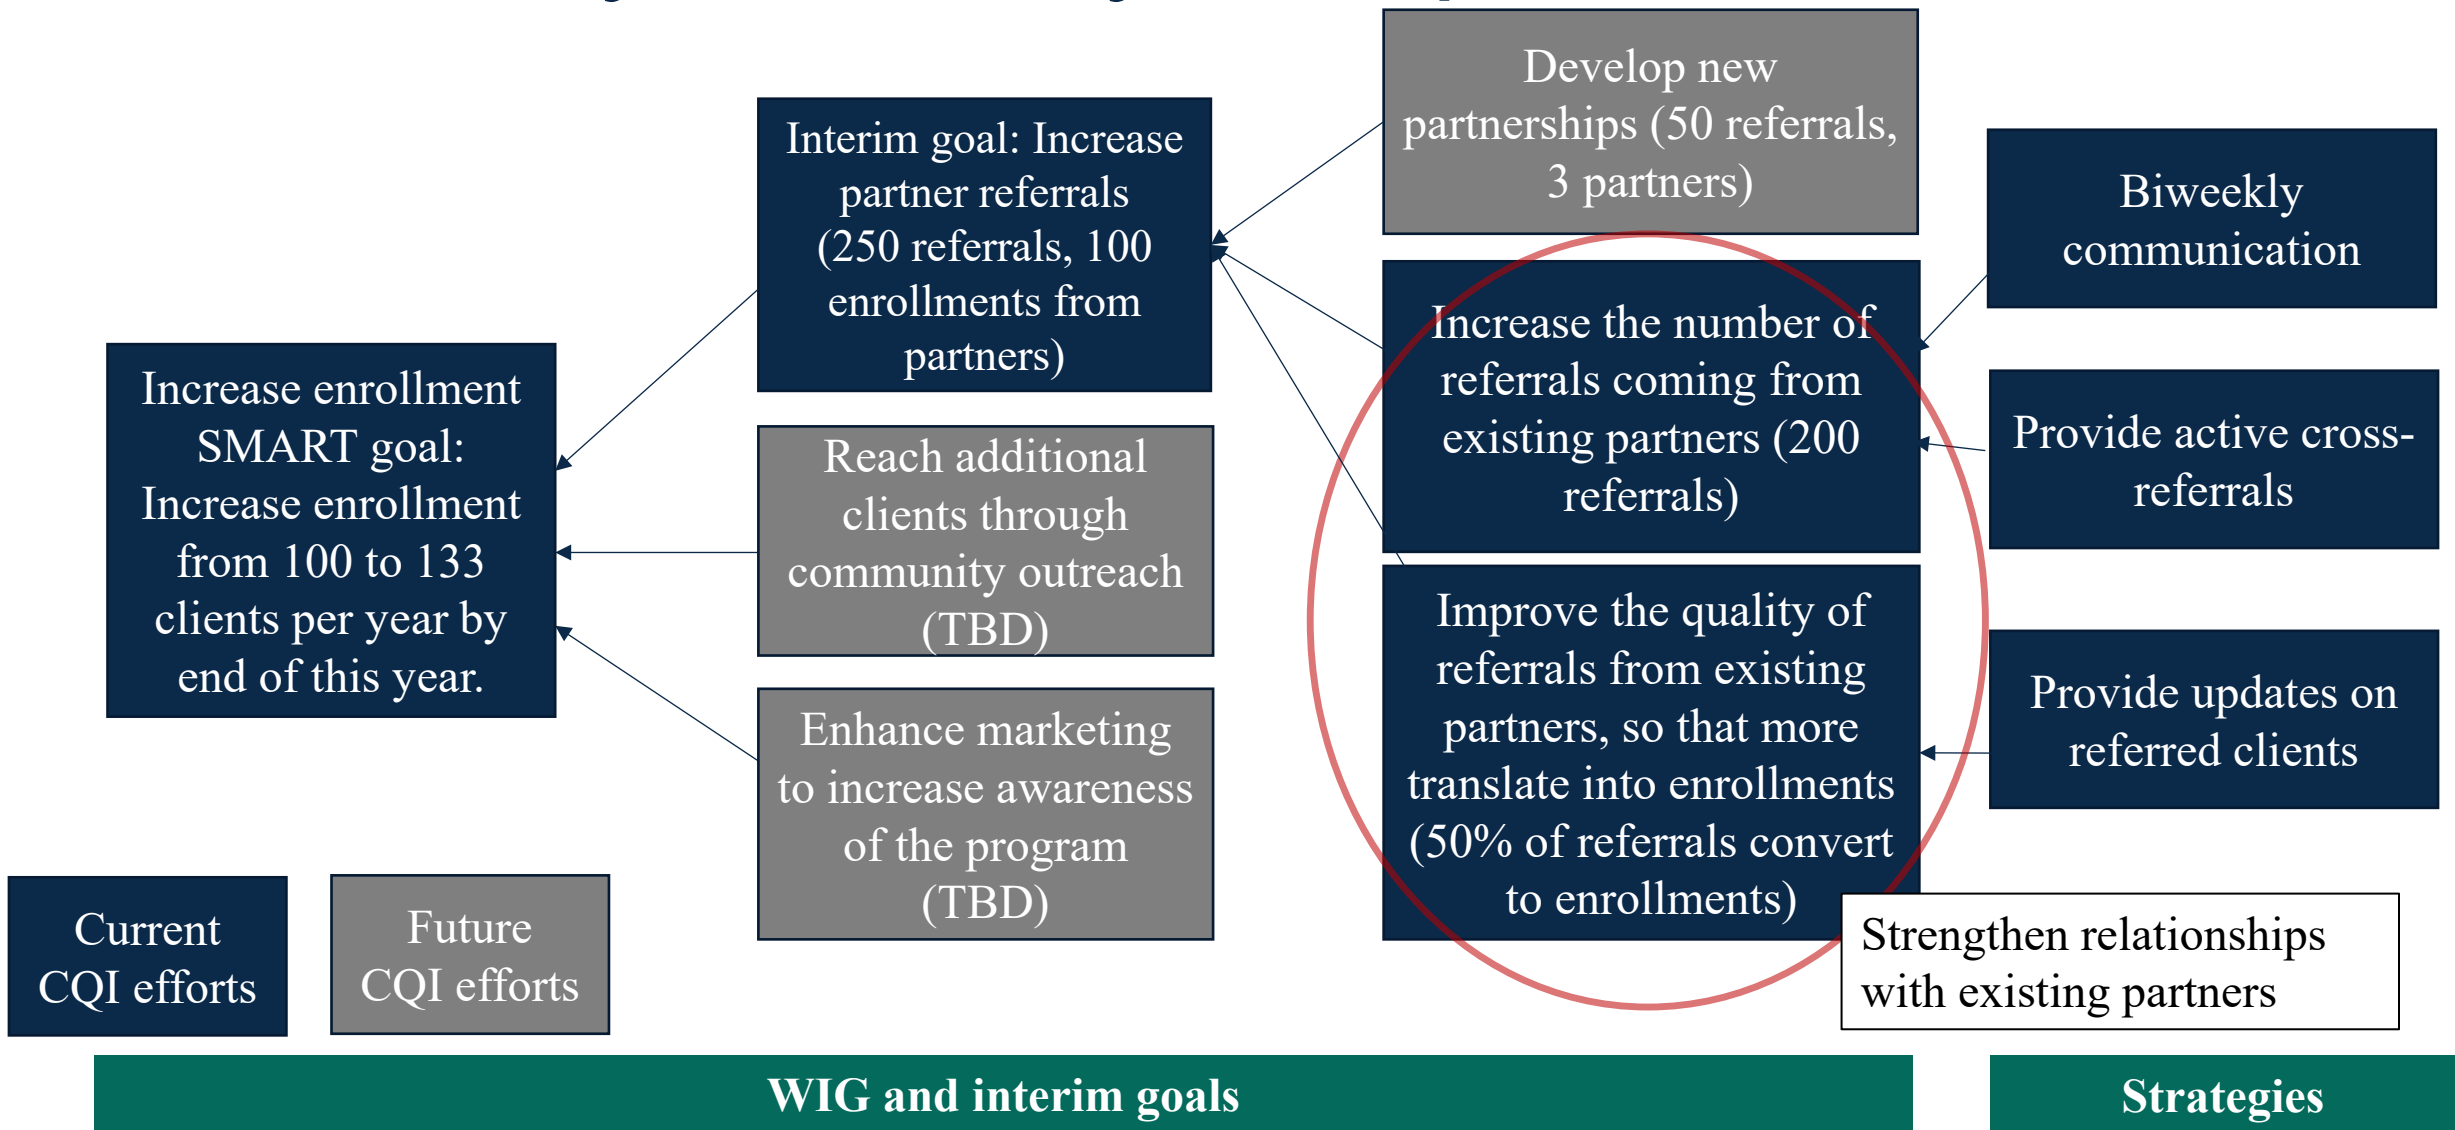 Develop new
partnerships (50 referrals,
3 partners)
Interim goal: Increase
partner referrals
(250 referrals, 100
enrollments from
partners)
Biweekly
communication
Increase the number of
referrals coming from
existing partners (200
referrals)
Increase enrollment
SMART goal:
Increase enrollment
from 100 to 133
clients per year by
end of this year.
Provide active cross-
referrals
Reach additional
clients through
community outreach
(TBD)
Improve the quality of
referrals from existing
partners, so that more
translate into enrollments
(50% of referrals convert
to enrollments)
Provide updates on
referred clients
Enhance marketing
to increase awareness
of the program
(TBD)
Current
CQI efforts
Future
CQI efforts
Strengthen relationships
with existing partners
WIG and interim goals
Strategies